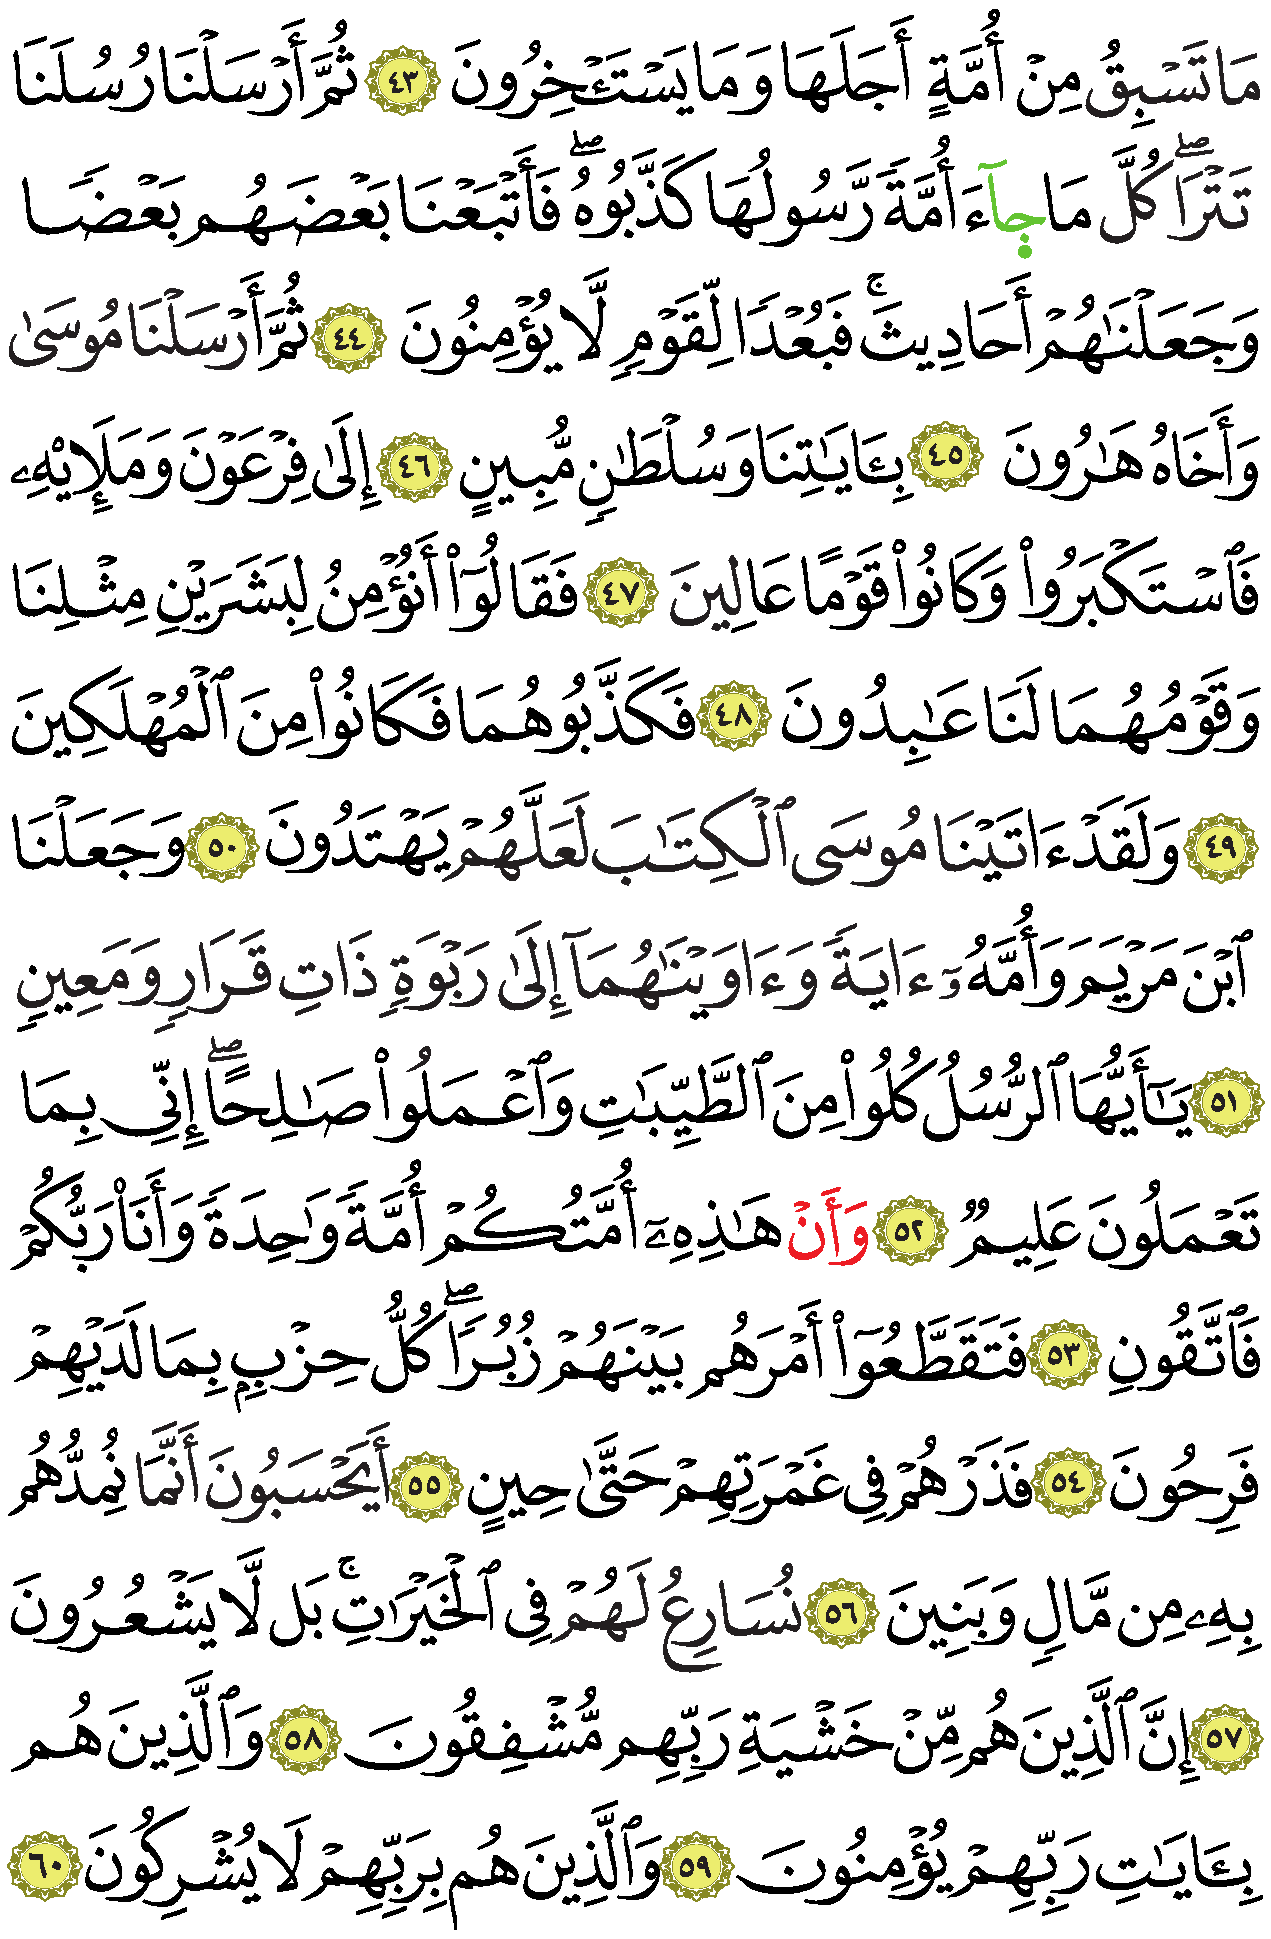 مَا تَسۡبِقُ مِنۡ أُمَّةٍ أَجَلَهَا وَمَا يَسۡتَـٔۡخِرُونَ ٤٣ ثُمَّ أَرۡسَلۡنَا رُسُلَنَا
تَتۡرَاۖ كُلَّ مَا جآءَ أُمَّةٗ رَّسُولُهَا كَذَّبُوهُۖ فَأَتۡبَعۡنَا بَعۡضَهُم بَعۡضٗا
وَجَعَلۡنَٰهُمۡ أَحَادِيثَۚ فَبُعۡدٗا لِّقَوۡمٖ لَّا يُؤۡمِنُونَ ٤٤ ثُمَّ أَرۡسَلۡنَا مُوسَىٰ
وَأَخَاهُ هَٰرُونَ ٤٥ بِـَٔايَٰتِنَا وَسُلۡطَٰنٖ مُّبِينٍ ٤٦ إِلَىٰ فِرۡعَوۡنَ وَمَلَإِيْهِۦ
فَٱسۡتَكۡبَرُواْ وَكَانُواْ قَوۡمًا عَالِينَ ٤٧ فَقَالُوٓاْ أَنُؤۡمِنُ لِبَشَرَيۡنِ مِثۡلِنَا
وَقَوۡمُهُمَا لَنَا عَٰبِدُونَ ٤٨ فَكَذَّبُوهُمَا فَكَانُواْ مِنَ ٱلۡمُهۡلَكِينَ
٤٩ وَلَقَدۡ ءَاتَيۡنَا مُوسَى ٱلۡكِتَٰبَ لَعَلَّهُمۡ يَهۡتَدُونَ ٥٠ وَجَعَلۡنَا
ٱبۡنَ مَرۡيَمَ وَأُمَّهُۥٓ ءَايَةٗ وَءَاوَيۡنَٰهُمَآ إِلَىٰ رَبۡوَةٖ ذَاتِ قَرَارٖ وَمَعِينٖ
٥١ يَٰٓأَيُّهَا ٱلرُّسُلُ كُلُواْ مِنَ ٱلطَّيِّبَٰتِ وَٱعۡمَلُواْ صَٰلِحًاۖ إِنِّي بِمَا
تَعۡمَلُونَ عَلِيمٞ ٥٢ وَأَنۡ هَٰذِهِۦٓ أُمَّتُكُمۡ أُمَّةٗ وَٰحِدَةٗ وَأَنَا۠ رَبُّكُمۡ
فَٱتَّقُونِ ٥٣ فَتَقَطَّعُوٓاْ أَمۡرَهُم بَيۡنَهُمۡ زُبُرٗاۖ كُلُّ حِزۡبِۭ بِمَا لَدَيۡهِمۡ
فَرِحُونَ ٥٤ فَذَرۡهُمۡ فِي غَمۡرَتِهِمۡ حَتَّىٰ حِينٍ ٥٥ أَيَحۡسَبُونَ أَنَّمَا نُمِدُّهُم
بِهِۦ مِن مَّالٖ وَبَنِينَ ٥٦ نُسَارِعُ لَهُمۡ فِي ٱلۡخَيۡرَٰتِۚ بَل لَّا يَشۡعُرُونَ
٥٧ إِنَّ ٱلَّذِينَ هُم مِّنۡ خَشۡيَةِ رَبِّهِم مُّشۡفِقُونَ ٥٨ وَٱلَّذِينَ هُم
بِـَٔايَٰتِ رَبِّهِمۡ يُؤۡمِنُونَ ٥٩ وَٱلَّذِينَ هُم بِرَبِّهِمۡ لَا يُشۡرِكُونَ ٦٠